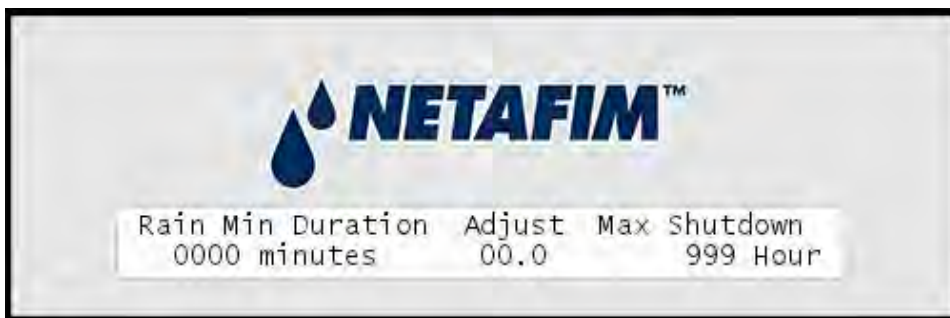 NETAFIM™
Rain Min Duration Adjust Max Shutdown
0000 minutes 00.0 999 Hour